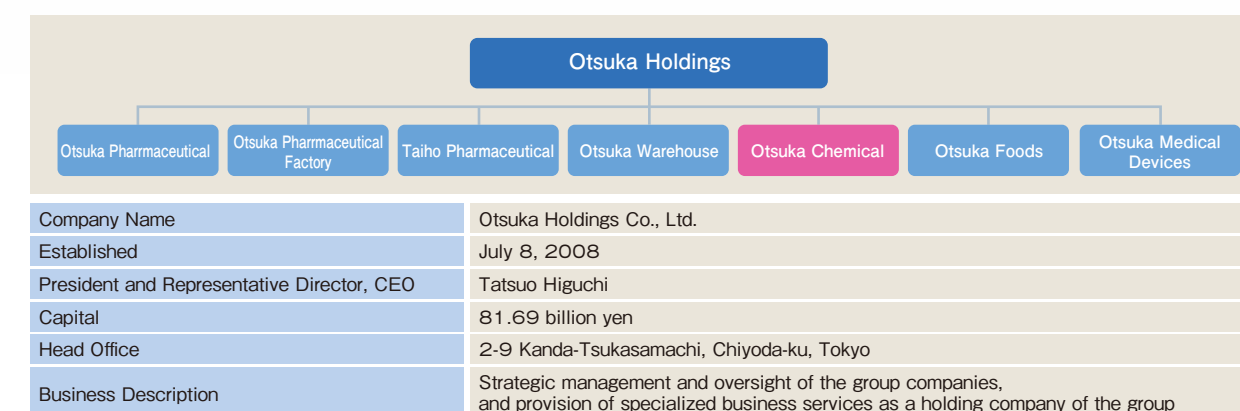 Otsuka Holdings
Otsuka Pharrmaceutical
Otsuka Pharrmaceutical
Factory
Taiho Pharmaceutical
Otsuka Warehouse
Otsuka Chemical
Otsuka Foods
Otsuka Medical
Devices
Company Name
Otsuka Holdings Co., Ltd.
Established
July 8, 2008
President and Representative Director, CEO
Tatsuo Higuchi
Capital
81.69 billion yen
Head Office
2-9 Kanda-Tsukasamachi, Chiyoda-ku, Tokyo
Business Description
Strategic management and oversight of the group companies,
and provision of specialized business services as a holding company of the group